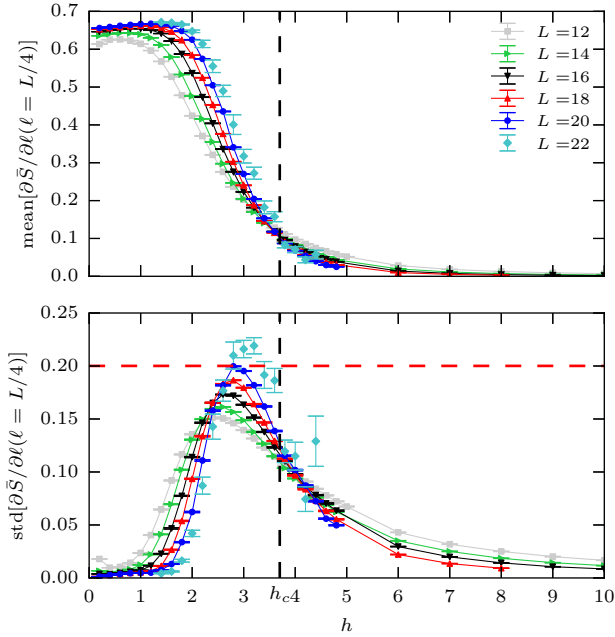 0.7
0.6
0.5
0.4
0.3
0.2
0.1
0.0
mean[∂S̄/∂ℓ(ℓ = L/4)]
L =12
L =14
L =16
L =18
L =20
L =22
0.25
0.20
0.15
0.10
0.05
0.00
std[∂S̄/∂ℓ(ℓ = L/4)]
0 1 2 3 h_c 4 5 6 7 8 9 10
h